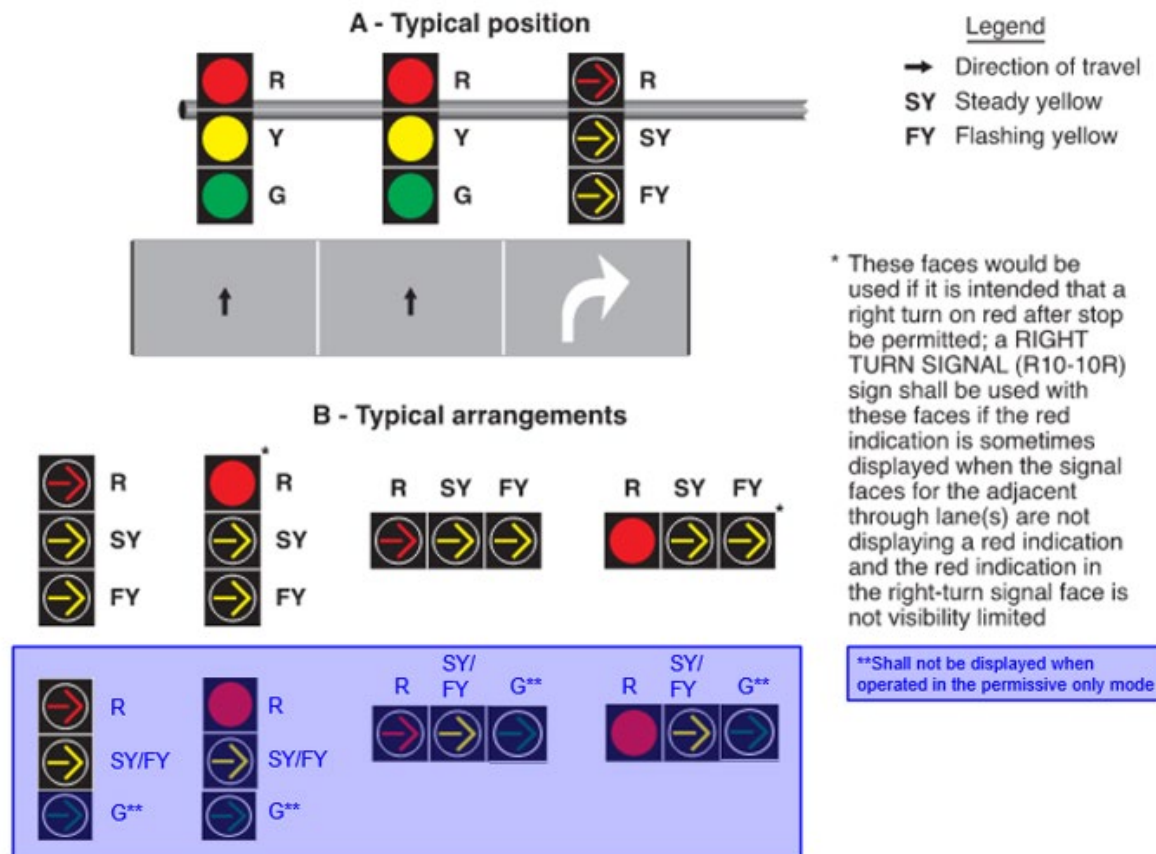 A - Typical position
R R R
Y Y SY
G G FY
Legend
Direction of travel
SY Steady yellow
FY Flashing yellow
* These faces would be
used if it is intended that a
right turn on red after stop
be permitted; a RIGHT
TURN SIGNAL (R10-10R)
sign shall be used with
these faces if the red
indication is sometimes
displayed when the signal
faces for the adjacent
through lane(s) are not
displaying a red indication
and the red indication in
the right-turn signal face is
not visibility limited
B - Typical arrangements
R
SY
FY
*
R
SY
FY
R SY FY
R SY FY
*
R
SY/FY
G**
R
SY/FY
G**
SY/
R FY G**
SY/
R FY G**
**Shall not be displayed when
operated in the permissive only mode